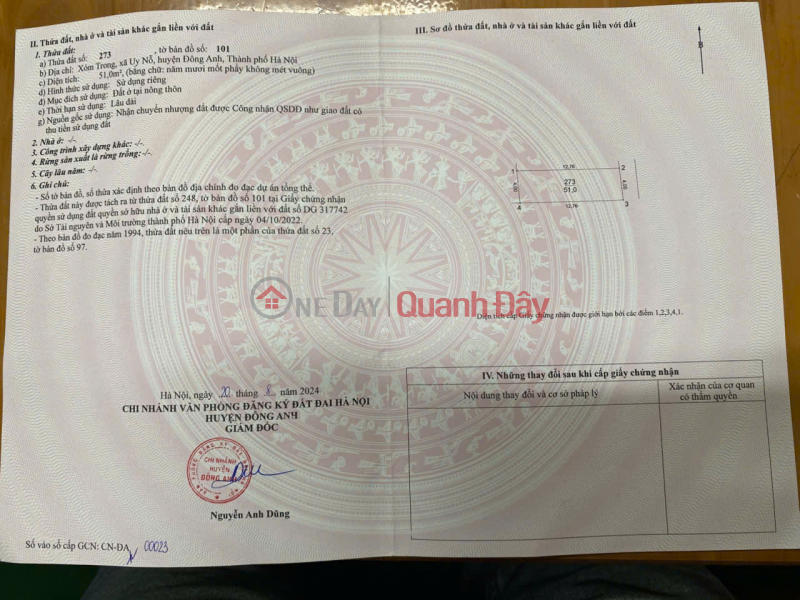 II. Thửa đất, nhà ở và tài sản khác gắn liền với đất
1. Thửa đất:
a) Thửa đất số: 273 , tờ bản đồ số: 101
b) Địa chỉ: Xóm Trong, xã Uy Nỗ, huyện Đông Anh, Thành phố Hà Nội
c) Diện tích: 51,0m², (bằng chữ: năm mươi mốt phẩy không mét vuông)
d) Hình thức sử dụng: Sử dụng riêng
đ) Mục đích sử dụng: Đất ở tại nông thôn
e) Thời hạn sử dụng: Lâu dài
g) Nguồn gốc sử dụng: Nhận chuyển nhượng đất được Công nhận QSDĐ như giao đất có
thu tiền sử dụng đất
2. Nhà ở: -/-.
3. Công trình xây dựng khác: -/-.
4. Rừng sản xuất là rừng trồng: -/-.
5. Cây lâu năm: -/-.
6. Ghi chú:
- Số tờ bản đồ, số thửa xác định theo bản đồ địa chính đo đạc dự án tổng thể.
- Thửa đất này được tách ra từ thửa đất số 248, tờ bản đồ số 101 tại Giấy chứng nhận
quyền sử dụng đất quyền sở hữu nhà ở và tài sản khác gắn liền với đất số DG 317742
do Sở Tài nguyên và Môi trường thành phố Hà Nội cấp ngày 04/10/2022.
- Theo bản đồ đo đạc năm 1994, thửa đất nêu trên là một phần của thửa đất số 23,
tờ bản đồ số 97.
Hà Nội, ngày 20 tháng 8 năm 2024
CHI NHÁNH VĂN PHÒNG ĐĂNG KÝ ĐẤT ĐAI HÀ NỘI
HUYỆN ĐÔNG ANH
GIÁM ĐỐC
CHI NHÁNH
HUYỆN
ĐÔNG ANH
Nguyễn Anh Dũng
Số vào sổ cấp GCN: CN-ĐA 00023
III. Sơ đồ thửa đất, nhà ở và tài sản khác gắn liền với đất
B
1 12,76 2
4,00 273 4,00
51,0
4 12,76 3
Diện tích cấp Giấy chứng nhận được giới hạn bởi các điểm 1,2,3,4,1.
IV. Những thay đổi sau khi cấp giấy chứng nhận
Nội dung thay đổi và cơ sở pháp lý
Xác nhận của cơ quan
có thẩm quyền
ONE DAY Quanh Đây